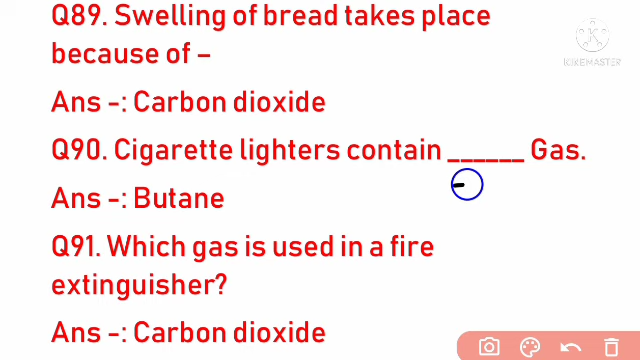 Q89. Swelling of bread takes place
because of –
Ans -: Carbon dioxide
Q90. Cigarette lighters contain ______ Gas.
Ans -: Butane
Q91. Which gas is used in a fire
extinguisher?
Ans -: Carbon dioxide
K
KINEMASTER